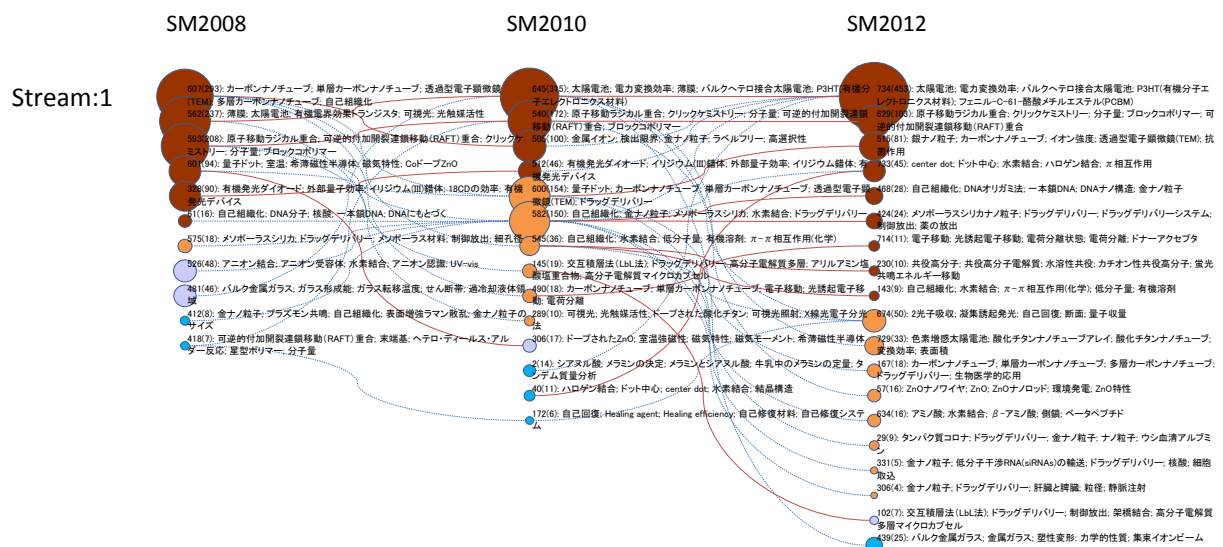 SM2008
SM2010
SM2012
Stream:1
607(293): カーボンナノチューブ; 単層カーボンナノチューブ; 透過型電子顕微鏡
(TEM); 多層カーボンナノチューブ; 自己組織化
562(237): 薄膜; 太陽電池; 有機電界効果トランジスタ; 可視光; 光触媒活性
593(208): 原子移動ラジカル重合; 可逆的付加開裂連鎖移動(RAFT)重合; クリックケ
ミストリー; 分子量; ブロックコポリマー
601(94): 量子ドット; 室温; 希薄磁性半導体; 磁気特性; CoドープZnO
328(90): 有機発光ダイオード; 外部量子効率; イリジウム(III)錯体; 18CDの効率; 有機
発光デバイス
61(16): 自己組織化; DNA分子; 核酸; 一本鎖DNA; DNAにもとづく
575(18): メソポーラスシリカ; ドラッグデリバリー; メソポーラス材料; 制御放出; 細孔径
526(48): アニオン結合; アニオン受容体; 水素結合; アニオン認識; UV-vis
481(46): バルク金属ガラス; ガラス形成能; ガラス転移温度; せん断帯; 過冷却液体領
域
412(8): 金ナノ粒子; プラズモン共鳴; 自己組織化; 表面増強ラマン散乱; 金ナノ粒子の
サイズ
418(7): 可逆的付加開裂連鎖移動(RAFT)重合; 末端基; ヘテロ・ディールス・アル
ダー反応; 星型ポリマー; 分子量
645(315): 太陽電池; 電力変換効率; 薄膜; バルクヘテロ接合太陽電池; P3HT(有機分
子エレクトロニクス材料)
540(172): 原子移動ラジカル重合; クリックケミストリー; 分子量; 可逆的付加開裂連鎖
移動(RAFT)重合; ブロックコポリマー
505(100): 金属イオン; 検出限界; 金ナノ粒子; ラベルフリー; 高選択性
512(46): 有機発光ダイオード; イリジウム(III)錯体; 外部量子効率; イリジウム錯体; 有
機発光デバイス
600(154): 量子ドット; カーボンナノチューブ; 単層カーボンナノチューブ; 透過型電子顕
微鏡(TEM); ドラッグデリバリー
582(150): 自己組織化; 金ナノ粒子; メソポーラスシリカ; 水素結合; ドラッグデリバリー
545(36): 自己組織化; 水素結合; 低分子量; 有機溶剤; π-π相互作用(化学)
145(19): 交互積層法(LbL法); ドラッグデリバリー; 高分子電解質多層; アリルアミン塩
酸塩重合物; 高分子電解質マイクロカプセル
490(18): カーボンナノチューブ; 単層カーボンナノチューブ; 電子移動; 光誘起電子移
動; 電荷分離
289(10): 可視光; 光触媒活性; ドープされた酸化チタン; 可視光照射; X線光電子分光
法
306(17): ドープされたZnO; 室温強磁性; 磁気特性; 磁気モーメント; 希薄磁性半導体
2(14): シアヌル酸; メラミンの決定; メラミンとシアヌル酸; 牛乳中のメラミンの定量; タ
ンデム質量分析
40(11): ハロゲン結合; ドット中心; center dot; 水素結合; 結晶構造
172(6): 自己回復; Healing agent; Healing efficiency; 自己修復材料; 自己修復システ
ム
734(453): 太陽電池; 電力変換効率; バルクヘテロ接合太陽電池; P3HT(有機分子エ
レクトロニクス材料); フェニル-C-61-酪酸メチルエステル(PCBM)
629(103): 原子移動ラジカル重合; クリックケミストリー; 分子量; ブロックコポリマー; 可
逆的付加開裂連鎖移動(RAFT)重合
515(81): 銀ナノ粒子; カーボンナノチューブ; イオン強度; 透過型電子顕微鏡(TEM); 抗
菌作用
733(45): center dot; ドット中心; 水素結合; ハロゲン結合; π相互作用
468(28): 自己組織化; DNAオリガミ法; 一本鎖DNA; DNAナノ構造; 金ナノ粒子
424(24): メソポーラスシリカナノ粒子; ドラッグデリバリー; ドラッグデリバリーシステム;
制御放出; 薬の放出
714(11): 電子移動; 光誘起電子移動; 電荷分離状態; 電荷分離; ドナーアクセプタ
230(10): 共役高分子; 共役高分子電解質; 水溶性共役; カチオン性共役高分子; 蛍光
共鳴エネルギー移動
143(9): 自己組織化; 水素結合; π-π相互作用(化学); 低分子量; 有機溶剤
674(50): 2光子吸収; 凝集誘起発光; 自己回復; 断面; 量子収量
729(33): 色素増感太陽電池; 酸化チタンナノチューブアレイ; 酸化チタンナノチューブ;
変換効率; 表面積
167(18): カーボンナノチューブ; 単層カーボンナノチューブ; 多層カーボンナノチューブ;
ドラッグデリバリー; 生物医学的応用
57(16): ZnOナノワイヤ; ZnO; ZnOナノロッド; 環境発電; ZnO特性
634(16): アミノ酸; 水素結合; β-アミノ酸; 側鎖; ベータペプチド
29(9): タンパク質コロナ; ドラッグデリバリー; 金ナノ粒子; ナノ粒子; ウシ血清アルブミ
ン
331(5): 金ナノ粒子; 低分子干渉RNA(siRNAs)の輸送; ドラッグデリバリー; 核酸; 細胞
取込
306(4): 金ナノ粒子; ドラッグデリバリー; 肝臓と脾臓; 粒径; 静脈注射
102(7): 交互積層法(LbL法); ドラッグデリバリー; 制御放出; 架橋結合; 高分子電解質
多層マイクロカプセル
439(25): バルク金属ガラス; 金属ガラス; 塑性変形; 力学的性質; 集束イオンビーム